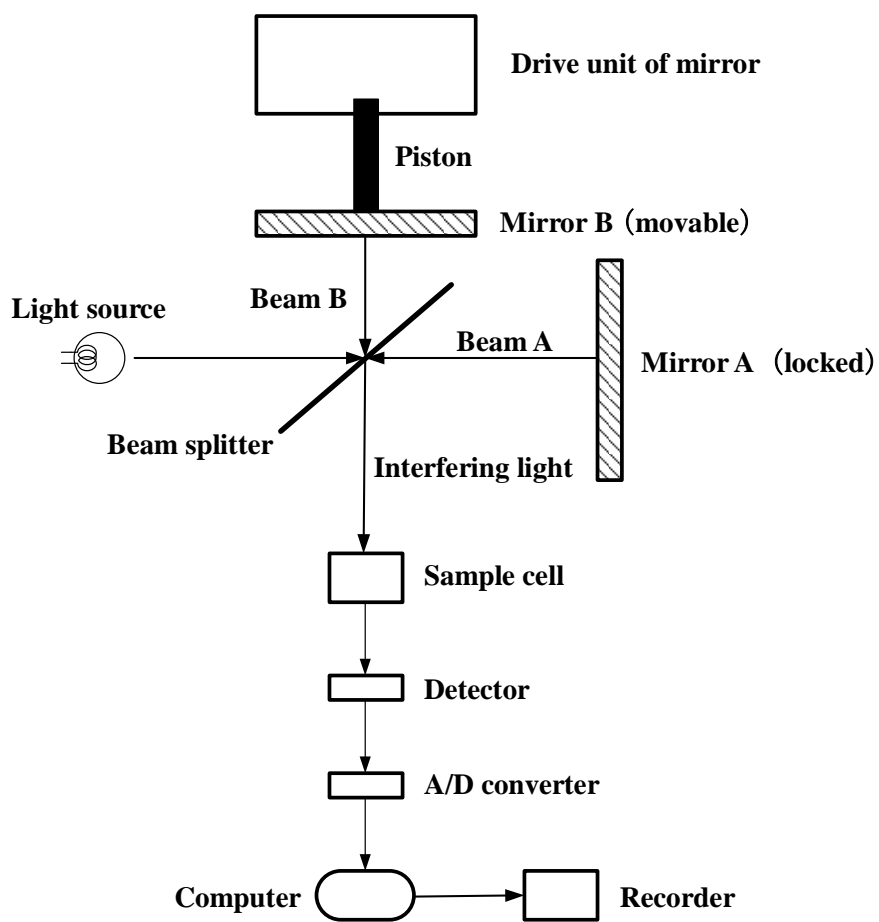 Drive unit of mirror
Piston
Mirror B（movable）
Beam B
Light source
Beam A
Mirror A （locked）
Beam splitter
Interfering light
Sample cell
Detector
A/D converter
Computer
Recorder